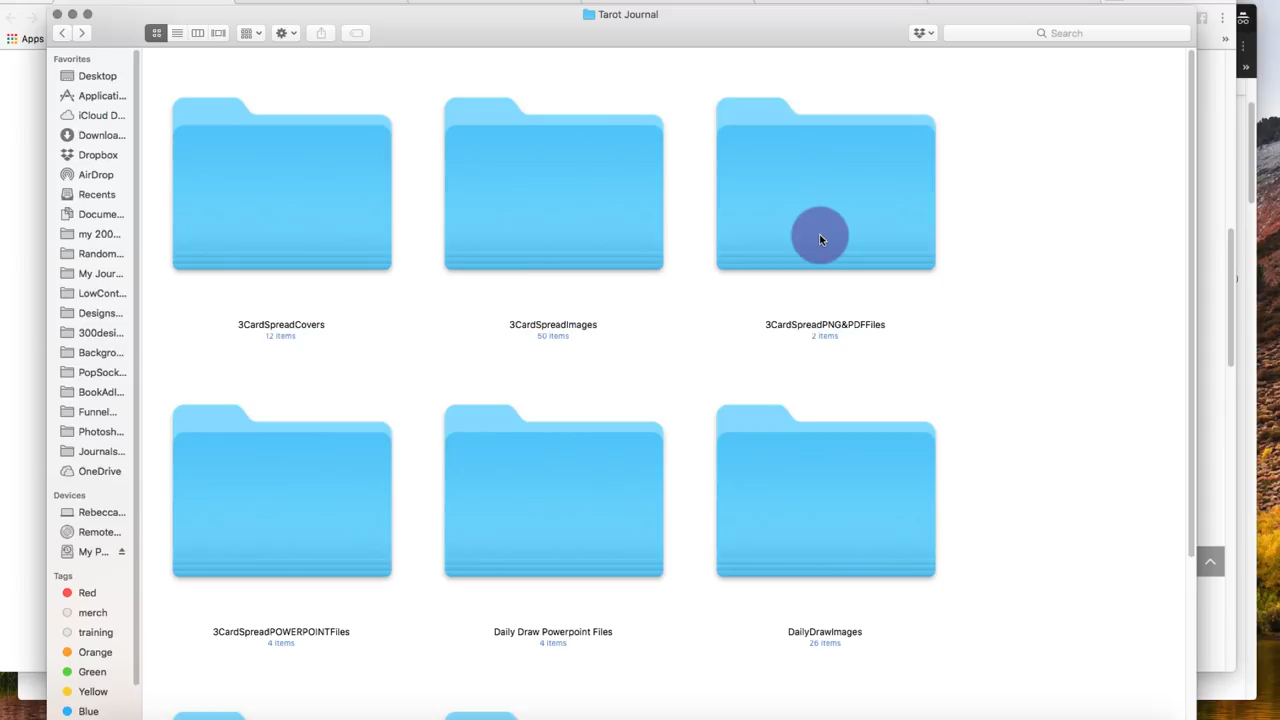 Tarot Journal
Apps
Search
Favorites
Desktop
Applicati...
iCloud D...
Downloa...
Dropbox
AirDrop
Recents
Docume...
my 200...
Random...
My Jour...
LowCont...
Designs...
300desi...
Backgro...
PopSock...
BookAdI...
Funnel...
Photosh...
Journals...
OneDrive
Devices
Rebecca...
Remote...
My P...
Tags
Red
merch
training
Orange
Green
Yellow
Blue
3CardSpreadCovers
12 items
3CardSpreadImages
50 items
3CardSpreadPNG&PDFFiles
2 items
3CardSpreadPOWERPOINTFiles
4 items
Daily Draw Powerpoint Files
4 items
DailyDrawImages
26 items